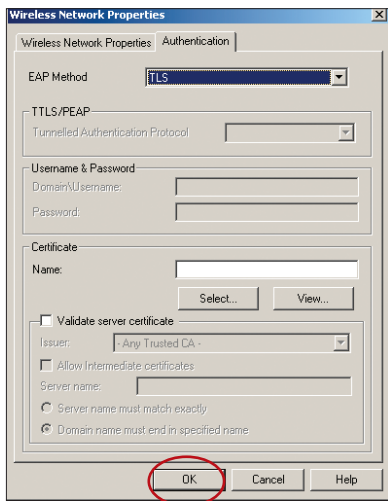 Wireless Network Properties
Wireless Network Properties Authentication
EAP Method TLS
TTLS/PEAP
Tunnelled Authentication Protocol
Username & Password
Domain\Username:
Password:
Certificate
Name:
Select... View...
Validate server certificate
Issuer: - Any Trusted CA -
Allow Intermediate certificates
Server name:
Server name must match exactly
Domain name must end in specified name
OK Cancel Help